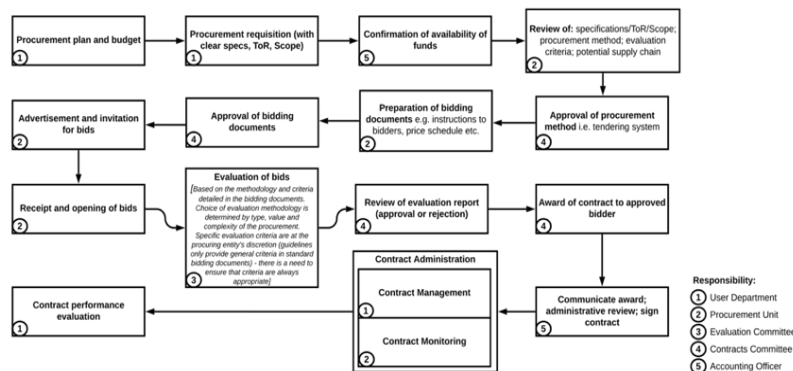 Procurement plan and budget
1
Procurement requisition (with
clear specs, ToR, Scope)
1
Confirmation of availability of
funds
5
Review of: specifications/ToR/Scope;
procurement method; evaluation
criteria; potential supply chain
2
Advertisement and invitation
for bids
2
Approval of bidding
documents
4
Preparation of bidding
documents e.g. instructions to
bidders, price schedule etc.
2
Approval of procurement
method i.e. tendering system
4
Receipt and opening of bids
2
Evaluation of bids
[Based on the methodology and criteria
detailed in the bidding documents.
Choice of evaluation methodology is
determined by type, value and
complexity of the procurement.
Specific evaluation criteria are at the
procuring entity's discretion (guidelines
only provide general criteria in standard
bidding documents) - there is a need to
ensure that criteria are always
appropriate]
3
Review of evaluation report
(approval or rejection)
4
Award of contract to approved
bidder
4
Contract performance
evaluation
1
Contract Administration
Contract Management
1
Contract Monitoring
2
Communicate award;
administrative review; sign
contract
5
Responsibility:
1 User Department
2 Procurement Unit
3 Evaluation Committee
4 Contracts Committee
5 Accounting Officer